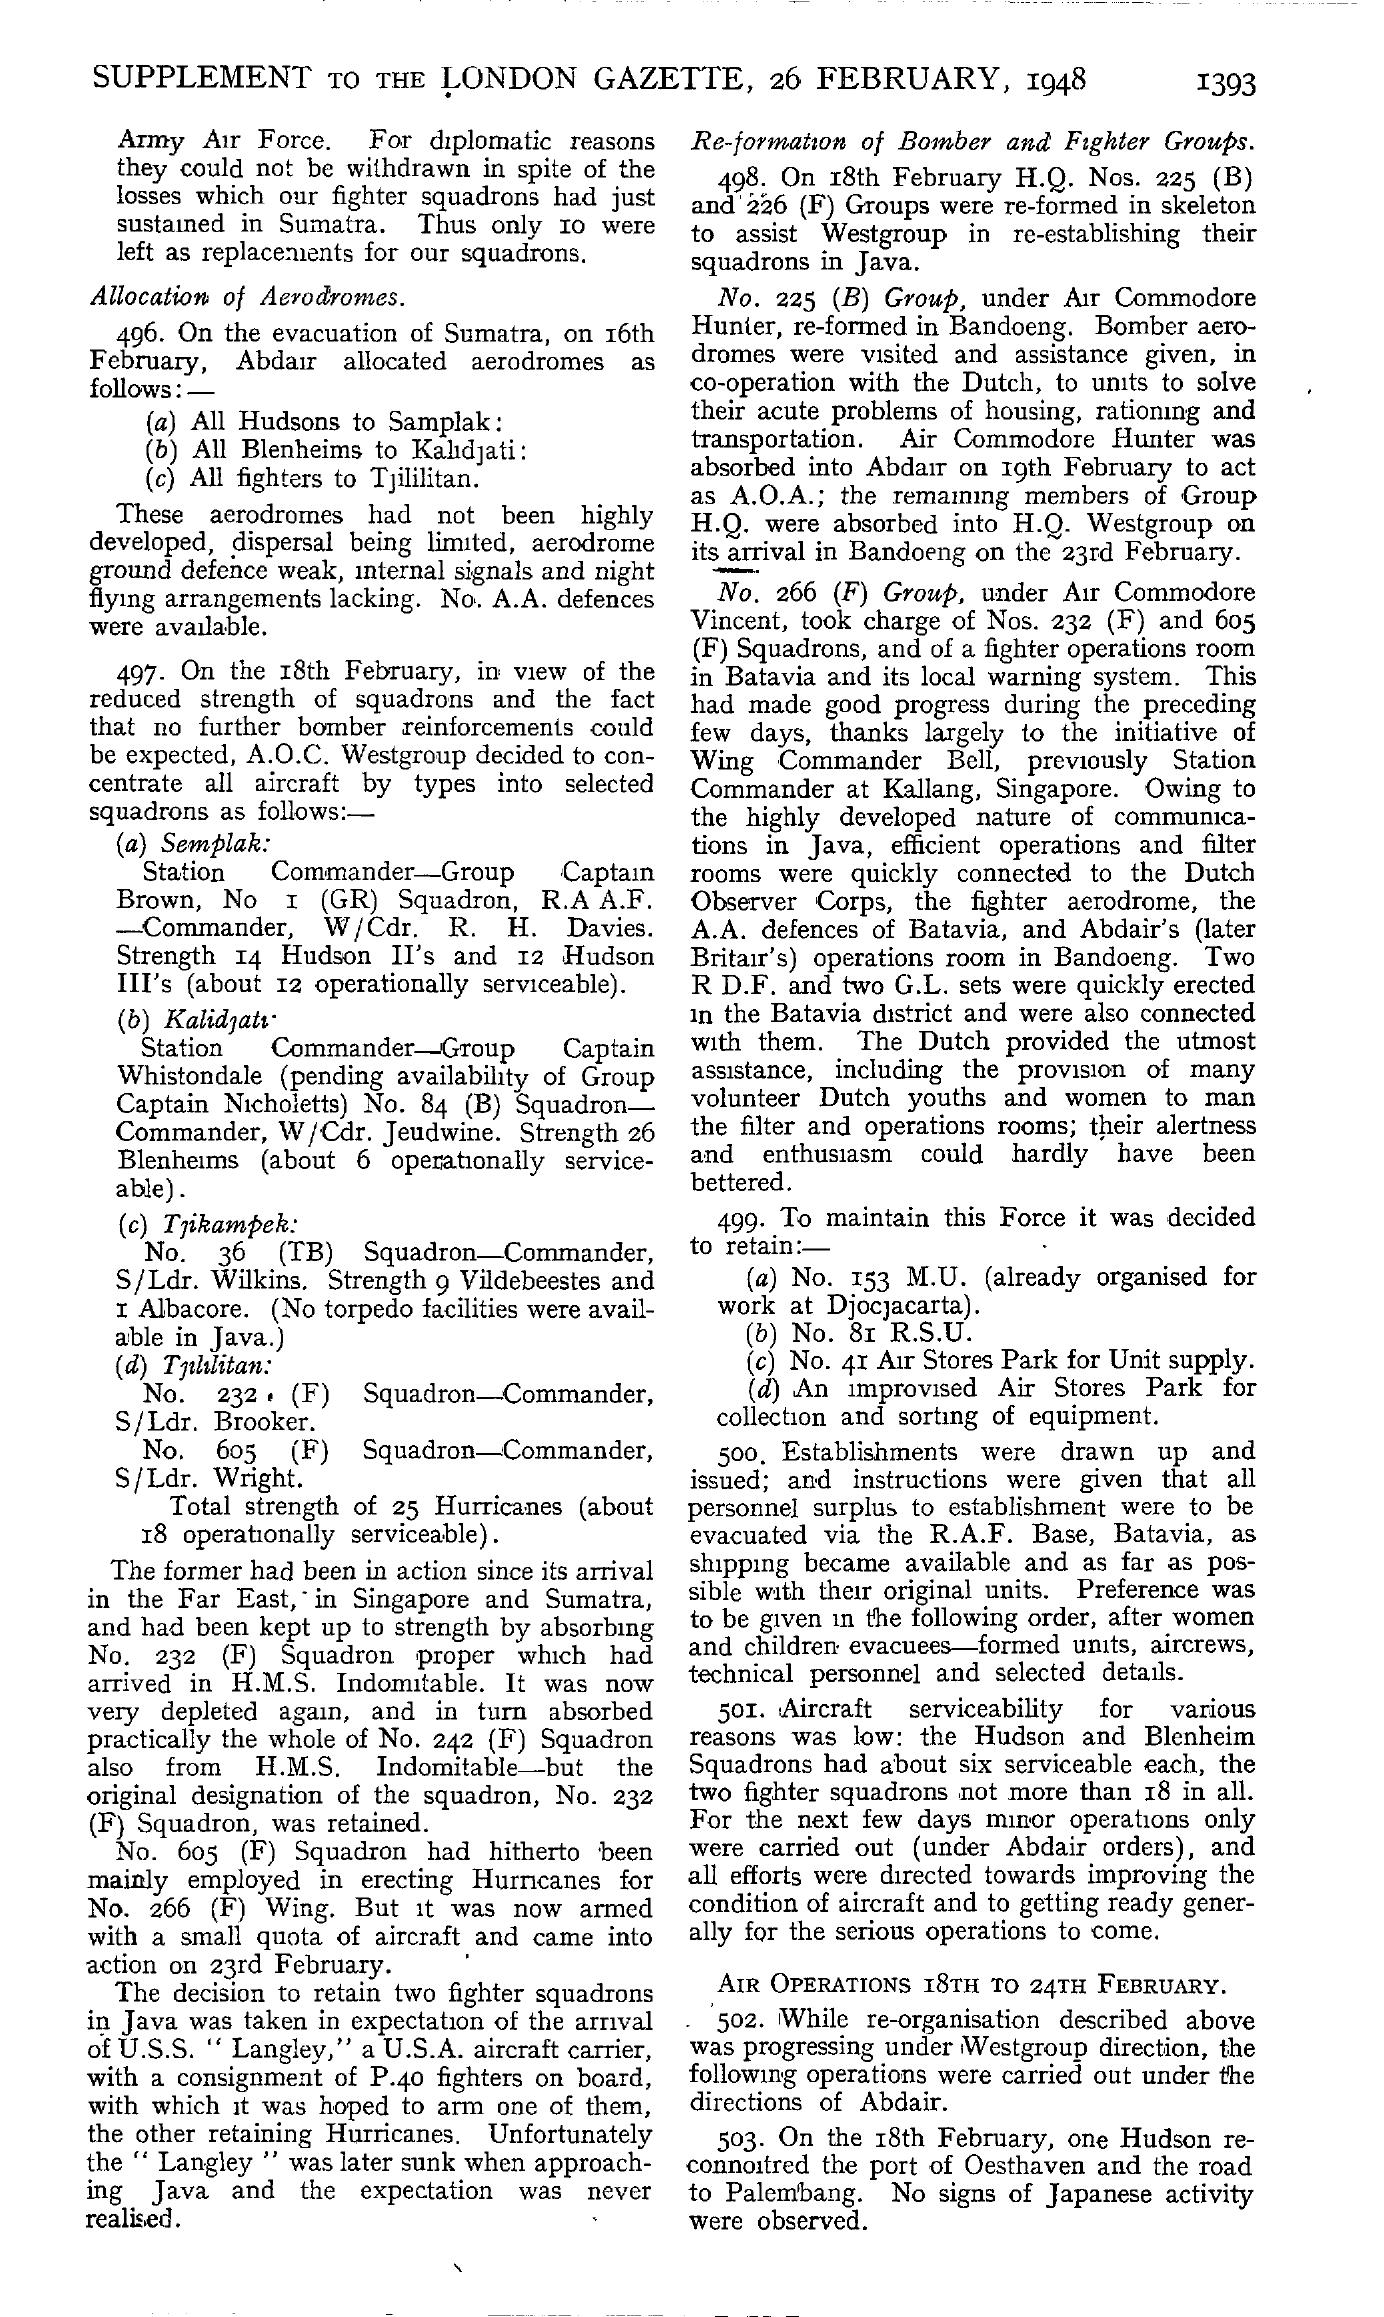 SUPPLEMENT TO THE LONDON GAZETTE, 26 FEBRUARY, 1948 1393
Army Air Force. For diplomatic reasons
they could not be withdrawn in spite of the
losses which our fighter squadrons had just
sustained in Sumatra. Thus only 10 were
left as replacements for our squadrons.
Allocation of Aerodromes.
496. On the evacuation of Sumatra, on 16th
February, Abdair allocated aerodromes as
follows:—
(a) All Hudsons to Samplak:
(b) All Blenheims to Kalidjati:
(c) All fighters to Tjililitan.
These aerodromes had not been highly
developed, dispersal being limited, aerodrome
ground defence weak, internal signals and night
flying arrangements lacking. No. A.A. defences
were available.
497. On the 18th February, in view of the
reduced strength of squadrons and the fact
that no further bomber reinforcements could
be expected, A.O.C. Westgroup decided to con-
centrate all aircraft by types into selected
squadrons as follows:—
(a) Semplak:
Station Commander—Group Captain
Brown, No 1 (GR) Squadron, R.A A.F.
—Commander, W/Cdr. R. H. Davies.
Strength 14 Hudson II's and 12 Hudson
III's (about 12 operationally serviceable).
(b) Kalidjati·
Station Commander—Group Captain
Whistondale (pending availability of Group
Captain Nicholetts) No. 84 (B) Squadron—
Commander, W/Cdr. Jeudwine. Strength 26
Blenheims (about 6 operationally service-
able).
(c) Tjikampek:
No. 36 (TB) Squadron—Commander,
S/Ldr. Wilkins. Strength 9 Vildebeestes and
1 Albacore. (No torpedo facilities were avail-
able in Java.)
(d) Tjililitan:
No. 232 (F) Squadron—Commander,
S/Ldr. Brooker.
No. 605 (F) Squadron—Commander,
S/Ldr. Wright.
Total strength of 25 Hurricanes (about
18 operationally serviceable).
The former had been in action since its arrival
in the Far East, in Singapore and Sumatra,
and had been kept up to strength by absorbing
No. 232 (F) Squadron proper which had
arrived in H.M.S. Indomitable. It was now
very depleted again, and in turn absorbed
practically the whole of No. 242 (F) Squadron
also from H.M.S. Indomitable—but the
original designation of the squadron, No. 232
(F) Squadron, was retained.
No. 605 (F) Squadron had hitherto been
mainly employed in erecting Hurricanes for
No. 266 (F) Wing. But it was now armed
with a small quota of aircraft and came into
action on 23rd February.
The decision to retain two fighter squadrons
in Java was taken in expectation of the arrival
of U.S.S. " Langley," a U.S.A. aircraft carrier,
with a consignment of P.40 fighters on board,
with which it was hoped to arm one of them,
the other retaining Hurricanes. Unfortunately
the " Langley " was later sunk when approach-
ing Java and the expectation was never
realised.
Re-formation of Bomber and Fighter Groups.
498. On 18th February H.Q. Nos. 225 (B)
and 226 (F) Groups were re-formed in skeleton
to assist Westgroup in re-establishing their
squadrons in Java.
No. 225 (B) Group, under Air Commodore
Hunter, re-formed in Bandoeng. Bomber aero-
dromes were visited and assistance given, in
co-operation with the Dutch, to units to solve
their acute problems of housing, rationing and
transportation. Air Commodore Hunter was
absorbed into Abdair on 19th February to act
as A.O.A.; the remaining members of Group
H.Q. were absorbed into H.Q. Westgroup on
its arrival in Bandoeng on the 23rd February.
No. 266 (F) Group, under Air Commodore
Vincent, took charge of Nos. 232 (F) and 605
(F) Squadrons, and of a fighter operations room
in Batavia and its local warning system. This
had made good progress during the preceding
few days, thanks largely to the initiative of
Wing Commander Bell, previously Station
Commander at Kallang, Singapore. Owing to
the highly developed nature of communica-
tions in Java, efficient operations and filter
rooms were quickly connected to the Dutch
Observer Corps, the fighter aerodrome, the
A.A. defences of Batavia, and Abdair's (later
Britair's) operations room in Bandoeng. Two
R D.F. and two G.L. sets were quickly erected
in the Batavia district and were also connected
with them. The Dutch provided the utmost
assistance, including the provision of many
volunteer Dutch youths and women to man
the filter and operations rooms; their alertness
and enthusiasm could hardly have been
bettered.
499. To maintain this Force it was decided
to retain:—
(a) No. 153 M.U. (already organised for
work at Djocjacarta).
(b) No. 81 R.S.U.
(c) No. 41 Air Stores Park for Unit supply.
(d) An improvised Air Stores Park for
collection and sorting of equipment.
500. Establishments were drawn up and
issued; and instructions were given that all
personnel surplus to establishment were to be
evacuated via the R.A.F. Base, Batavia, as
shipping became available and as far as pos-
sible with their original units. Preference was
to be given in the following order, after women
and children evacuees—formed units, aircrews,
technical personnel and selected details.
501. Aircraft serviceability for various
reasons was low: the Hudson and Blenheim
Squadrons had about six serviceable each, the
two fighter squadrons not more than 18 in all.
For the next few days minor operations only
were carried out (under Abdair orders), and
all efforts were directed towards improving the
condition of aircraft and to getting ready gener-
ally for the serious operations to come.
AIR OPERATIONS 18TH TO 24TH FEBRUARY.
502. While re-organisation described above
was progressing under Westgroup direction, the
following operations were carried out under the
directions of Abdair.
503. On the 18th February, one Hudson re-
connoitred the port of Oesthaven and the road
to Palembang. No signs of Japanese activity
were observed.